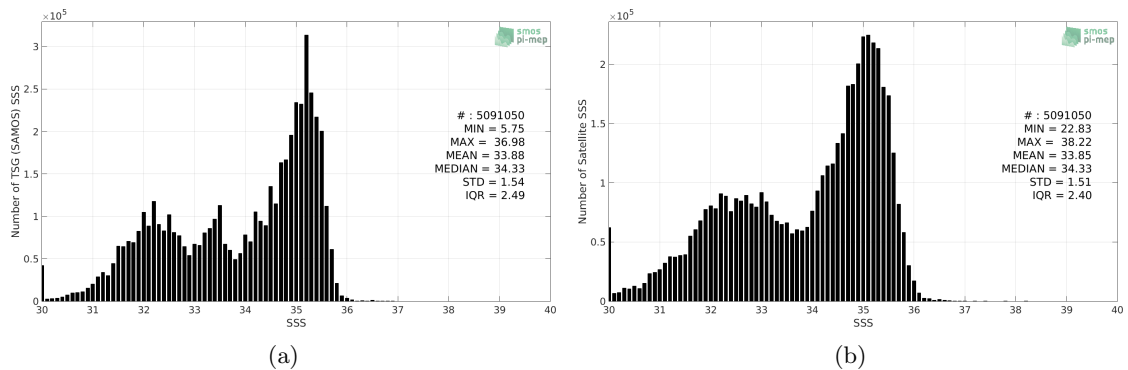 ×10⁵
smos
pi-mep
Number of TSG (SAMOS) SSS
3
2.5
2
1.5
1
0.5
0
# : 5091050
MIN = 5.75
MAX = 36.98
MEAN = 33.88
MEDIAN = 34.33
STD = 1.54
IQR = 2.49
30 31 32 33 34 35 36 37 38 39 40
SSS
(a)
×10⁵
smos
pi-mep
Number of Satellite SSS
2
1.5
1
0.5
0
# : 5091050
MIN = 22.83
MAX = 38.22
MEAN = 33.85
MEDIAN = 34.33
STD = 1.51
IQR = 2.40
30 31 32 33 34 35 36 37 38 39 40
SSS
(b)